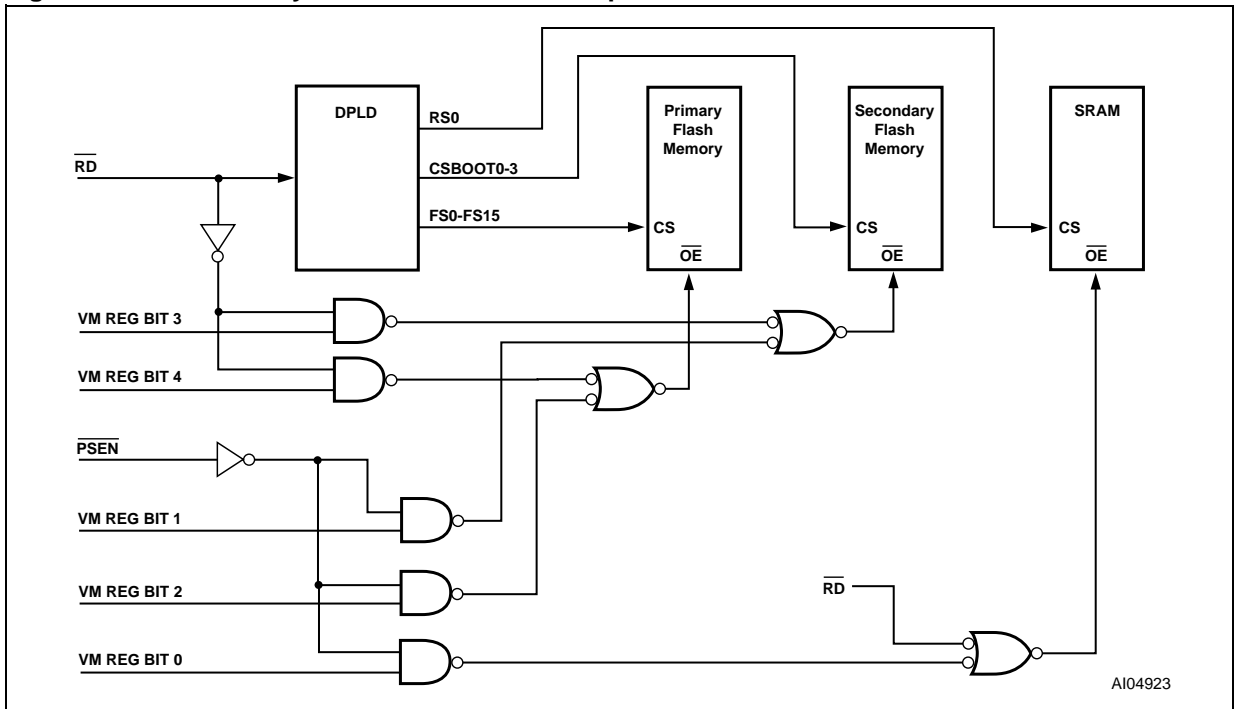 DPLD
RS0
CSBOOT0-3
FS0-FS15
Primary
Flash
Memory
CS
OE
Secondary
Flash
Memory
CS
OE
SRAM
CS
OE
RD
VM REG BIT 3
VM REG BIT 4
PSEN
VM REG BIT 1
VM REG BIT 2
VM REG BIT 0
RD
AI04923